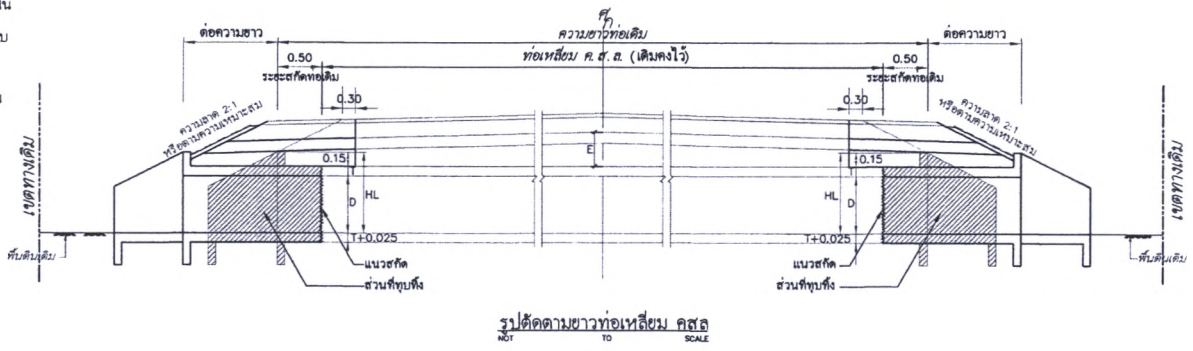 ต่อความยาว
ความยาวท่อเดิม
ต่อความยาว
0.50
ท่อเหลี่ยม ค.ส.ล. (เดิมคงไว้)
0.50
ระยะสกัดท่อเดิม
ระยะสกัดท่อเดิม
0.30
0.30
ความลาด 2:1
หรือตามความเหมาะสม
ความลาด 2:1
หรือตามความเหมาะสม
เขตทางเดิม
เขตทางเดิม
E
0.15
0.15
T
T
D
HL
HL
D
T+0.025
T+0.025
พื้นดินเดิม
พื้นดินเดิม
แนวสกัด
แนวสกัด
ส่วนที่ทุบทิ้ง
ส่วนที่ทุบทิ้ง
รูปตัดตามยาวท่อเหลี่ยม คสล
NOT TO SCALE